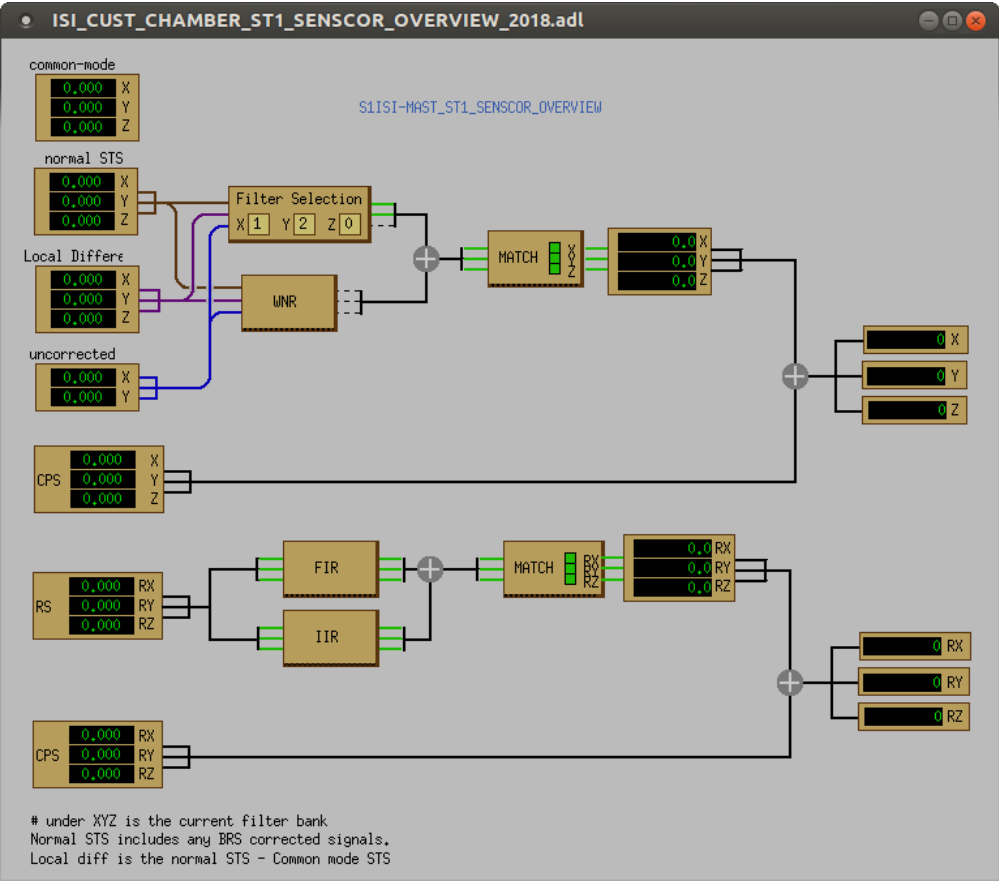 ISI_CUST_CHAMBER_ST1_SENSCOR_OVERVIEW_2018.adl
common-mode
0.000 X
0.000 Y
0.000 Z
S1ISI-MAST_ST1_SENSCOR_OVERVIEW
normal STS
0.000 X
0.000 Y
0.000 Z
Filter Selection
X 1 Y 2 Z 0
Local Differe
0.000 X
0.000 Y
0.000 Z
WNR
MATCH X Y Z
0.0 X
0.0 Y
0.0 Z
uncorrected
0.000 X
0.000 Y
0 X
0 Y
0 Z
CPS
0.000 X
0.000 Y
0.000 Z
RS
0.000 RX
0.000 RY
0.000 RZ
FIR
IIR
MATCH RX RY RZ
0.0 RX
0.0 RY
0.0 RZ
0 RX
0 RY
0 RZ
CPS
0.000 RX
0.000 RY
0.000 RZ
# under XYZ is the current filter bank
Normal STS includes any BRS corrected signals.
Local diff is the normal STS - Common mode STS